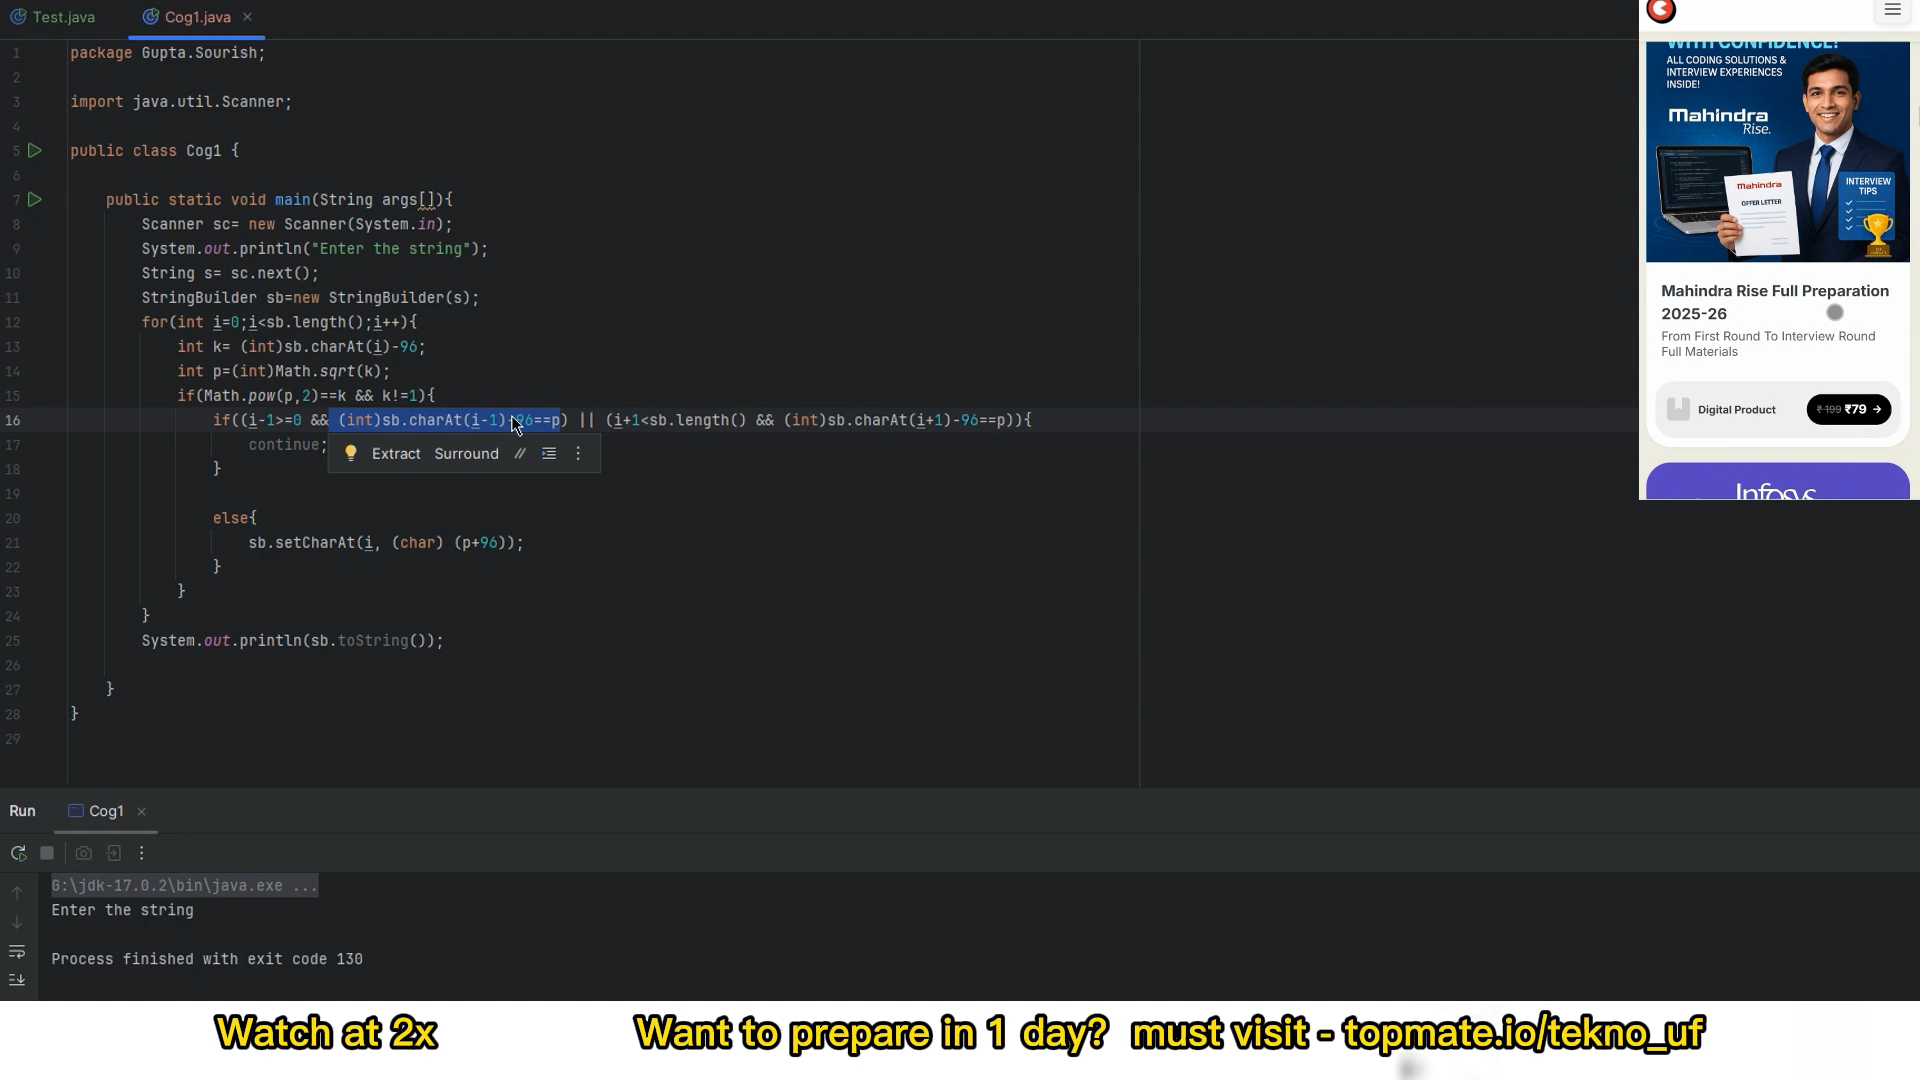 Test.java
Cog1.java
1 package Gupta.Sourish;
2
3 import java.util.Scanner;
4
5 public class Cog1 {
6
7 public static void main(String args[]){
8 Scanner sc= new Scanner(System.in);
9 System.out.println("Enter the string");
10 String s= sc.next();
11 StringBuilder sb=new StringBuilder(s);
12 for(int i=0;i<sb.length();i++){
13 int k= (int)sb.charAt(i)-96;
14 int p=(int)Math.sqrt(k);
15 if(Math.pow(p,2)==k && k!=1){
16 if((i-1>=0 && (int)sb.charAt(i-1)-96==p) || (i+1<sb.length() && (int)sb.charAt(i+1)-96==p)){
17 continue;
Extract Surround //
18 }
19
20 else{
21 sb.setCharAt(i, (char) (p+96));
22 }
23 }
24 }
25 System.out.println(sb.toString());
26
27 }
28 }
29
WITH CONFIDENCE!
ALL CODING SOLUTIONS &
INTERVIEW EXPERIENCES
INSIDE!
Mahindra
Rise.
mahindra
OFFER LETTER
INTERVIEW
TIPS
Mahindra Rise Full Preparation
2025-26
From First Round To Interview Round
Full Materials
Digital Product
₹ 199 ₹79 →
Infosys
Run
Cog1
G:\jdk-17.0.2\bin\java.exe ...
Enter the string
Process finished with exit code 130
Watch at 2x
Want to prepare in 1 day? must visit - topmate.io/tekno_uf